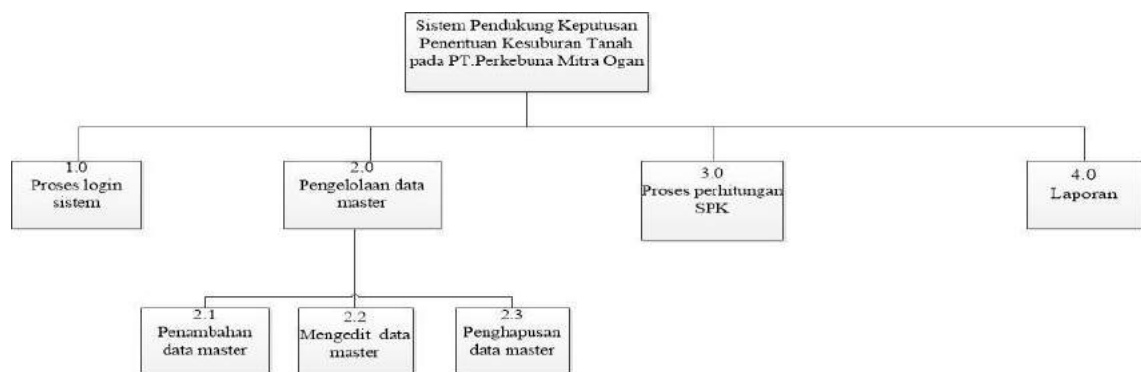 Sistem Pendukung Keputusan
Penentuan Kesuburan Tanah
pada PT.Perkebuna Mitra Ogan
1.0
Proses login
sistem
2.0
Pengelolaan data
master
3.0
Proses perhitungan
SPK
4.0
Laporan
2.1
Penambahan
data master
2.2
Mengedit data
master
2.3
Penghapusan
data master